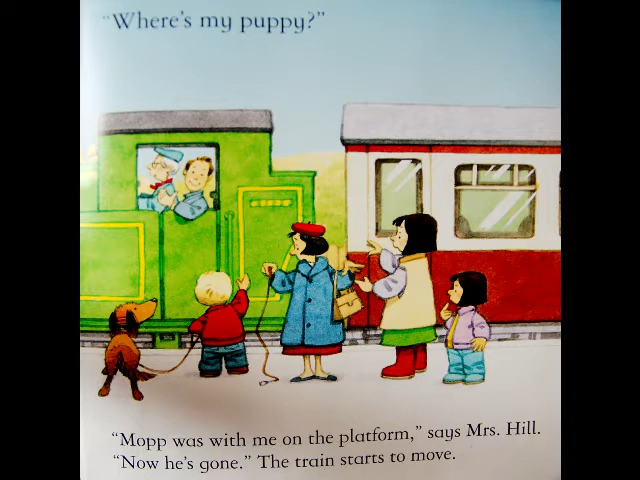 "Where's my puppy?"
"Mopp was with me on the platform," says Mrs. Hill.
"Now he's gone." The train starts to move.